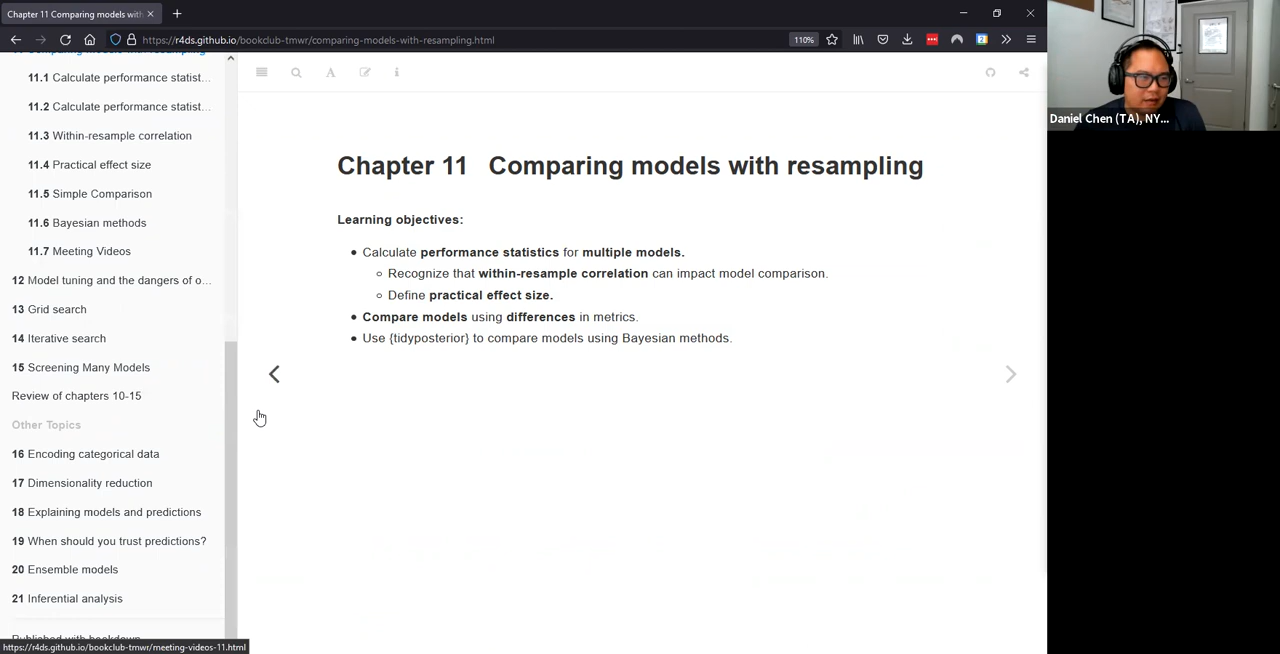 Chapter 11 Comparing models with
https://r4ds.github.io/bookclub-tmwr/comparing-models-with-resampling.html
110%
11.1 Calculate performance statist...
11.2 Calculate performance statist...
11.3 Within-resample correlation
11.4 Practical effect size
11.5 Simple Comparison
11.6 Bayesian methods
11.7 Meeting Videos
12 Model tuning and the dangers of o...
13 Grid search
14 Iterative search
15 Screening Many Models
Review of chapters 10-15
Other Topics
16 Encoding categorical data
17 Dimensionality reduction
18 Explaining models and predictions
19 When should you trust predictions?
20 Ensemble models
21 Inferential analysis
Published with bookdown
https://r4ds.github.io/bookclub-tmwr/meeting-videos-11.html
Chapter 11 Comparing models with resampling
Learning objectives:
Calculate performance statistics for multiple models.
Recognize that within-resample correlation can impact model comparison.
Define practical effect size.
Compare models using differences in metrics.
Use {tidyposterior} to compare models using Bayesian methods.
Daniel Chen (TA), NY...